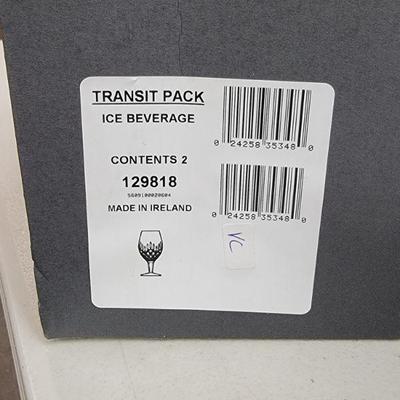 TRANSIT PACK
ICE BEVERAGE
0 24258 35348 0
CONTENTS 2
129818
5609100020604
MADE IN IRELAND
0 24258 35348 0
VC